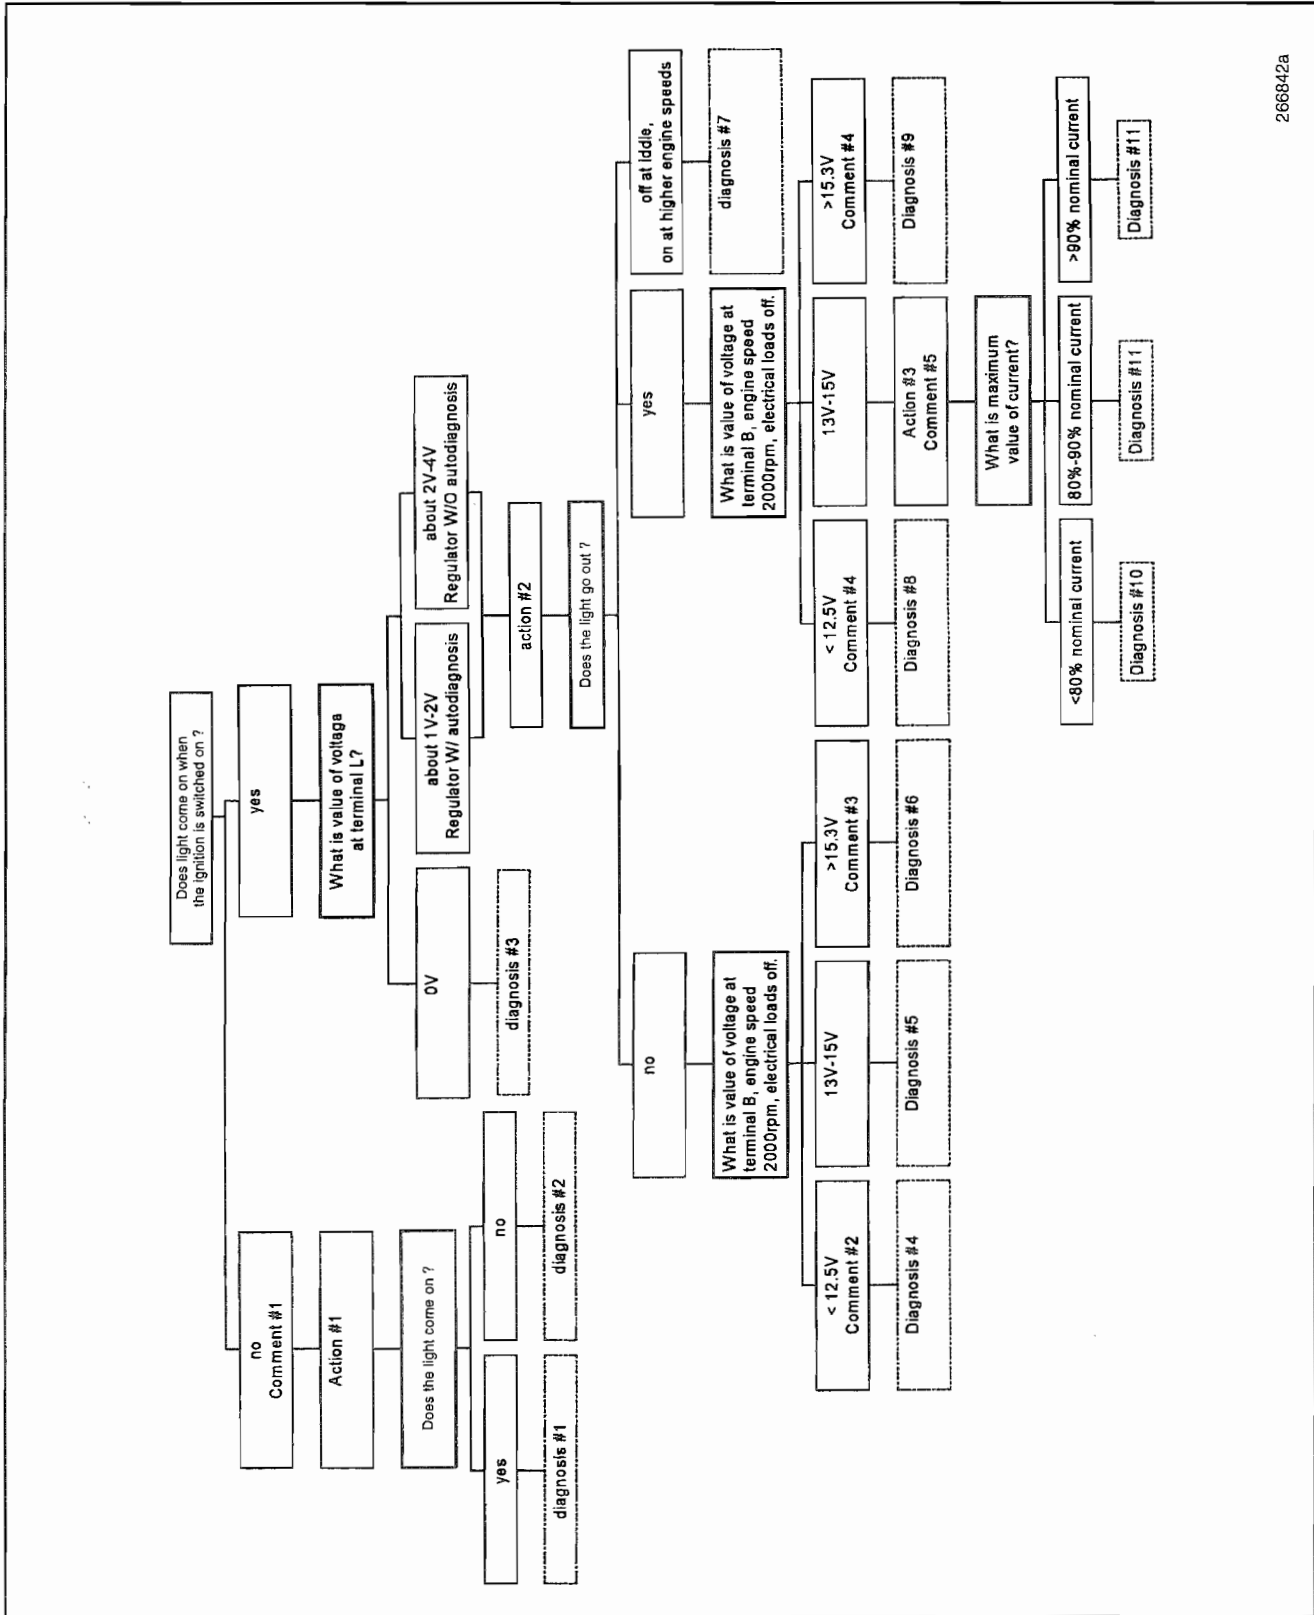 Does light come on when
the ignition is switched on ?
no
Comment #1
Action #1
Does the light come on ?
yes
diagnosis #1
no
diagnosis #2
yes
What is value of voltage
at terminal L?
0V
diagnosis #3
about 1V-2V
Regulator W/ autodiagnosis
about 2V-4V
Regulator W/O autodiagnosis
action #2
Does the light go out ?
no
What is value of voltage at
terminal B, engine speed
2000rpm, electrical loads off.
< 12.5V
Comment #2
Diagnosis #4
13V-15V
Diagnosis #5
>15.3V
Comment #3
Diagnosis #6
yes
What is value of voltage at
terminal B, engine speed
2000rpm, electrical loads off.
< 12.5V
Comment #4
Diagnosis #8
13V-15V
Action #3
Comment #5
What is maximum
value of current?
<80% nominal current
Diagnosis #10
80%-90% nominal current
Diagnosis #11
>90% nominal current
Diagnosis #11
>15.3V
Comment #4
Diagnosis #9
off at iddle,
on at higher engine speeds
diagnosis #7
266842a